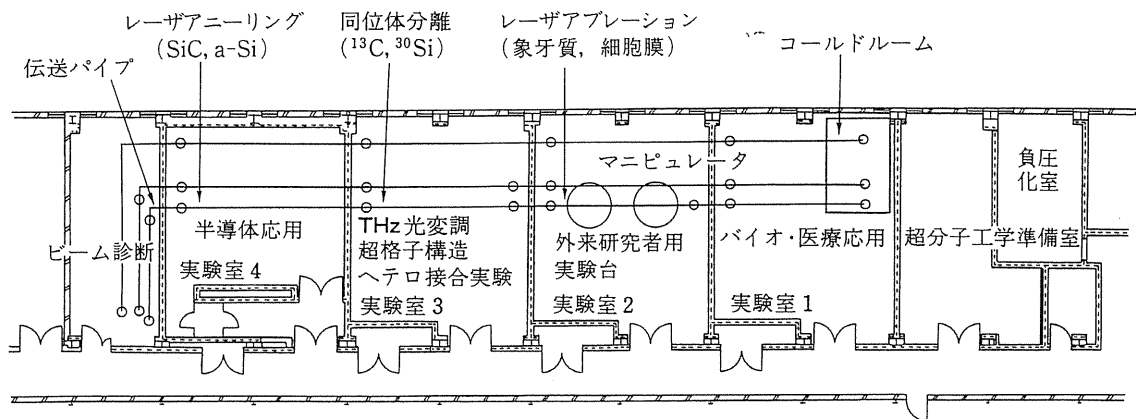 レーザアニーリング
(SiC, a-Si)
同位体分離
(¹³C, ³⁰Si)
レーザアブレーション
(象牙質, 細胞膜)
コールドルーム
伝送パイプ
マニピュレータ
負圧
化室
ビーム診断
半導体応用
実験室4
THz光変調
超格子構造
ヘテロ接合実験
実験室3
外来研究者用
実験台
実験室2
バイオ・医療応用
実験室1
超分子工学準備室